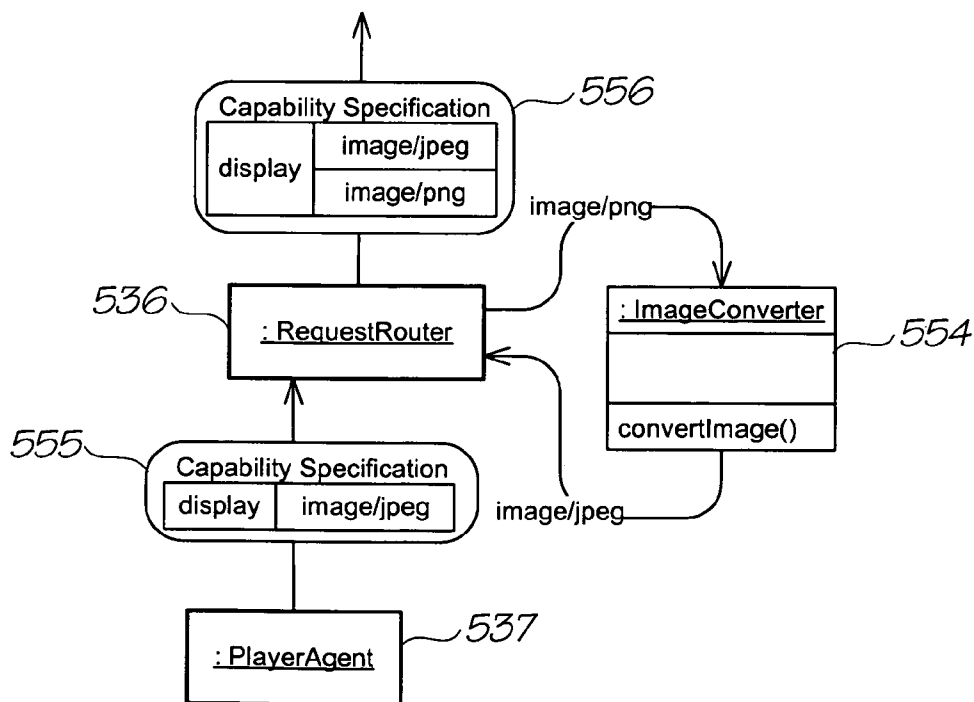 Capability Specification
556
display
image/jpeg
image/png
image/png
536
: RequestRouter
: ImageConverter
554
convertImage()
555
Capability Specification
display
image/jpeg
image/jpeg
: PlayerAgent
537